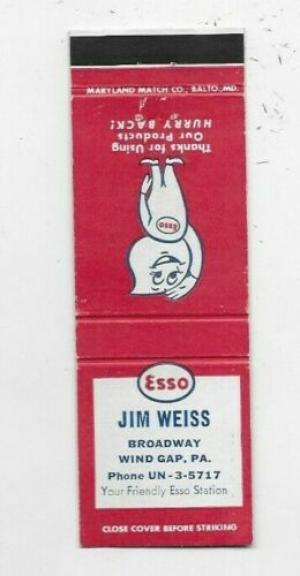 MARYLAND MATCH CO., BALTO., MD.
Thanks for Using
Our Products
HURRY BACK!
Esso
Esso
JIM WEISS
BROADWAY
WIND GAP, PA.
Phone UN-3-5717
Your Friendly Esso Station
CLOSE COVER BEFORE STRIKING